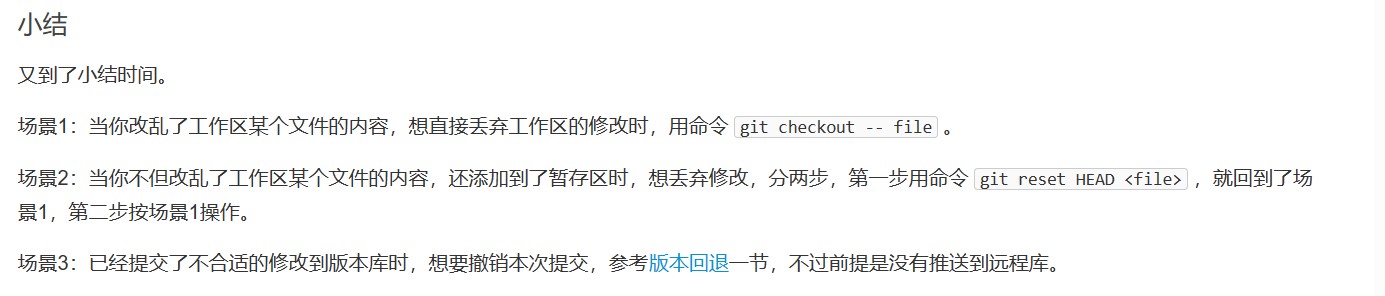 小结
又到了小结时间。
场景1：当你改乱了工作区某个文件的内容，想直接丢弃工作区的修改时，用命令 git checkout -- file 。
场景2：当你不但改乱了工作区某个文件的内容，还添加到了暂存区时，想丢弃修改，分两步，第一步用命令 git reset HEAD <file> ，就回到了场
景1，第二步按场景1操作。
场景3：已经提交了不合适的修改到版本库时，想要撤销本次提交，参考版本回退一节，不过前提是没有推送到远程库。